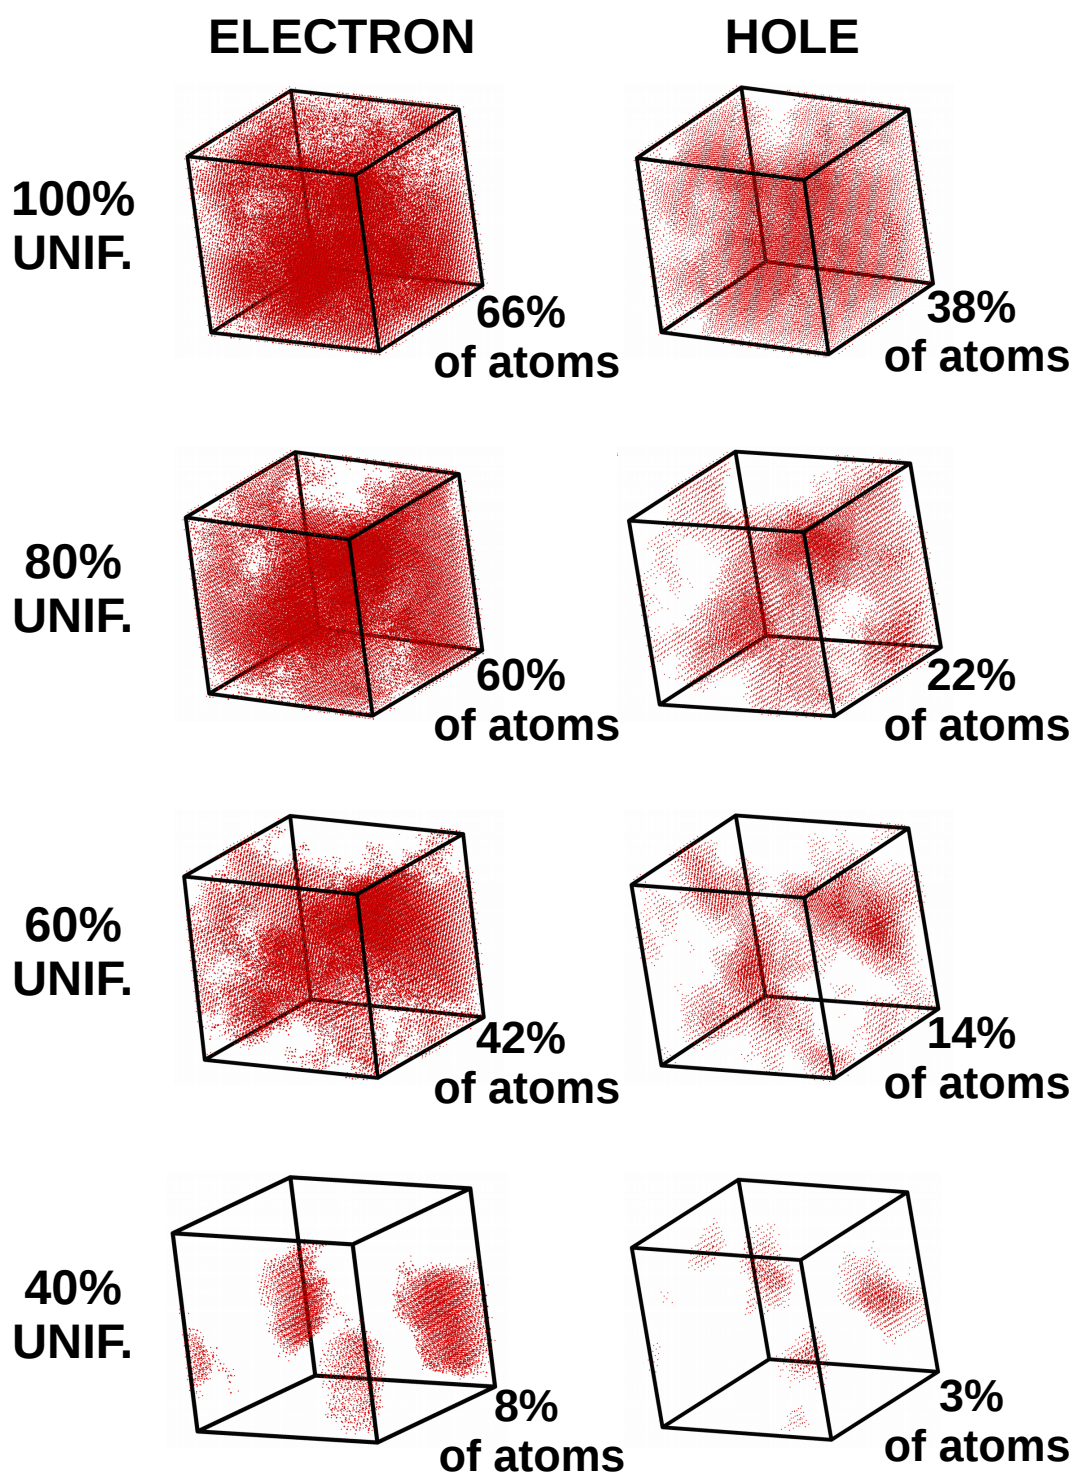 ELECTRON HOLE
100%
UNIF.
66%
of atoms
38%
of atoms
80%
UNIF.
60%
of atoms
22%
of atoms
60%
UNIF.
42%
of atoms
14%
of atoms
40%
UNIF.
8%
of atoms
3%
of atoms